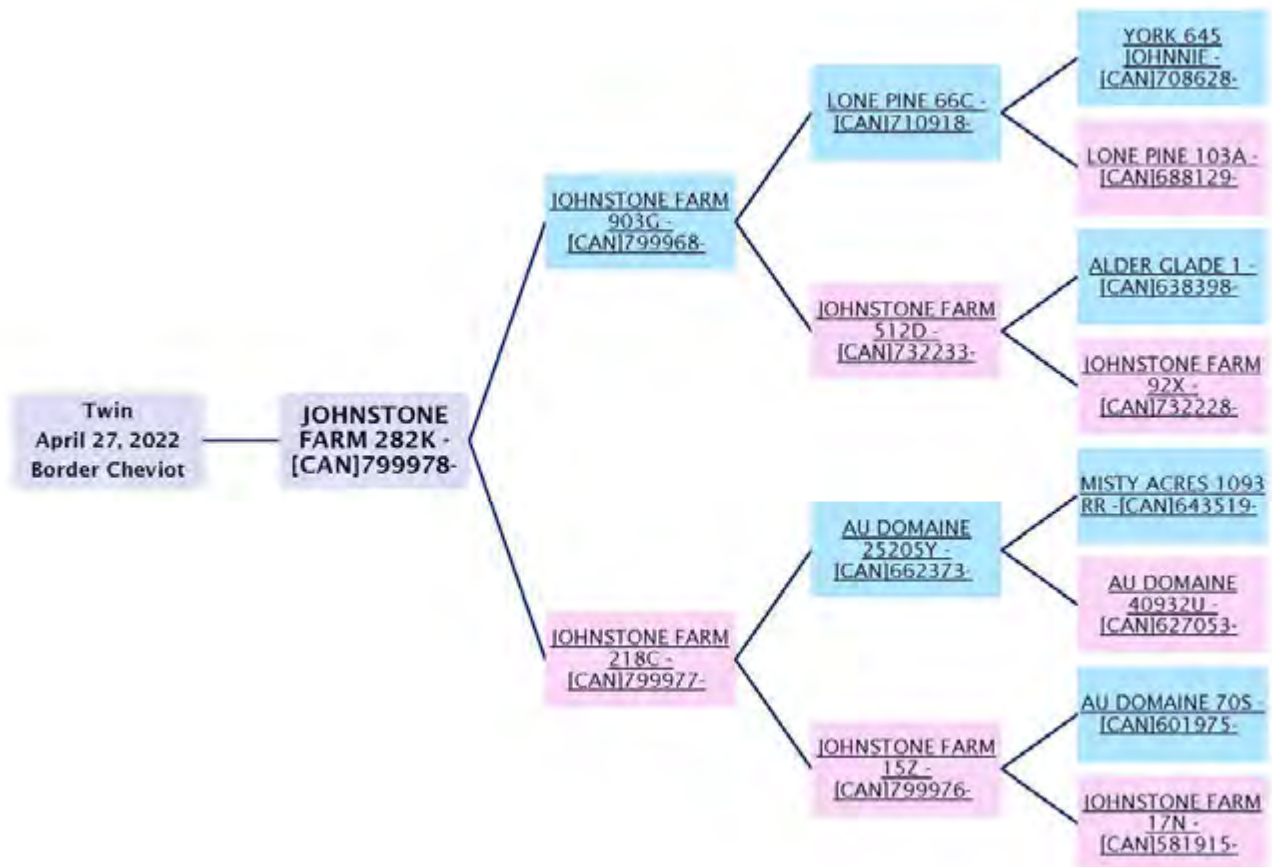 Twin
April 27, 2022
Border Cheviot
JOHNSTONE
FARM 282K -
[CAN]799978-
JOHNSTONE FARM
903G -
[CAN]799968-
JOHNSTONE FARM
218C -
[CAN]799977-
LONE PINE 66C -
[CAN]710918-
JOHNSTONE FARM
512D -
[CAN]732233-
AU DOMAINE
25205Y -
[CAN]662373-
JOHNSTONE FARM
15Z -
[CAN]799976-
YORK 645
JOHNNIE -
[CAN]708628-
LONE PINE 103A -
[CAN]688129-
ALDER GLADE 1 -
[CAN]638398-
JOHNSTONE FARM
92X -
[CAN]732228-
MISTY ACRES 1093
RR -[CAN]643519-
AU DOMAINE
40932U -
[CAN]627053-
AU DOMAINE 70S -
[CAN]601975-
JOHNSTONE FARM
17N -
[CAN]581915-